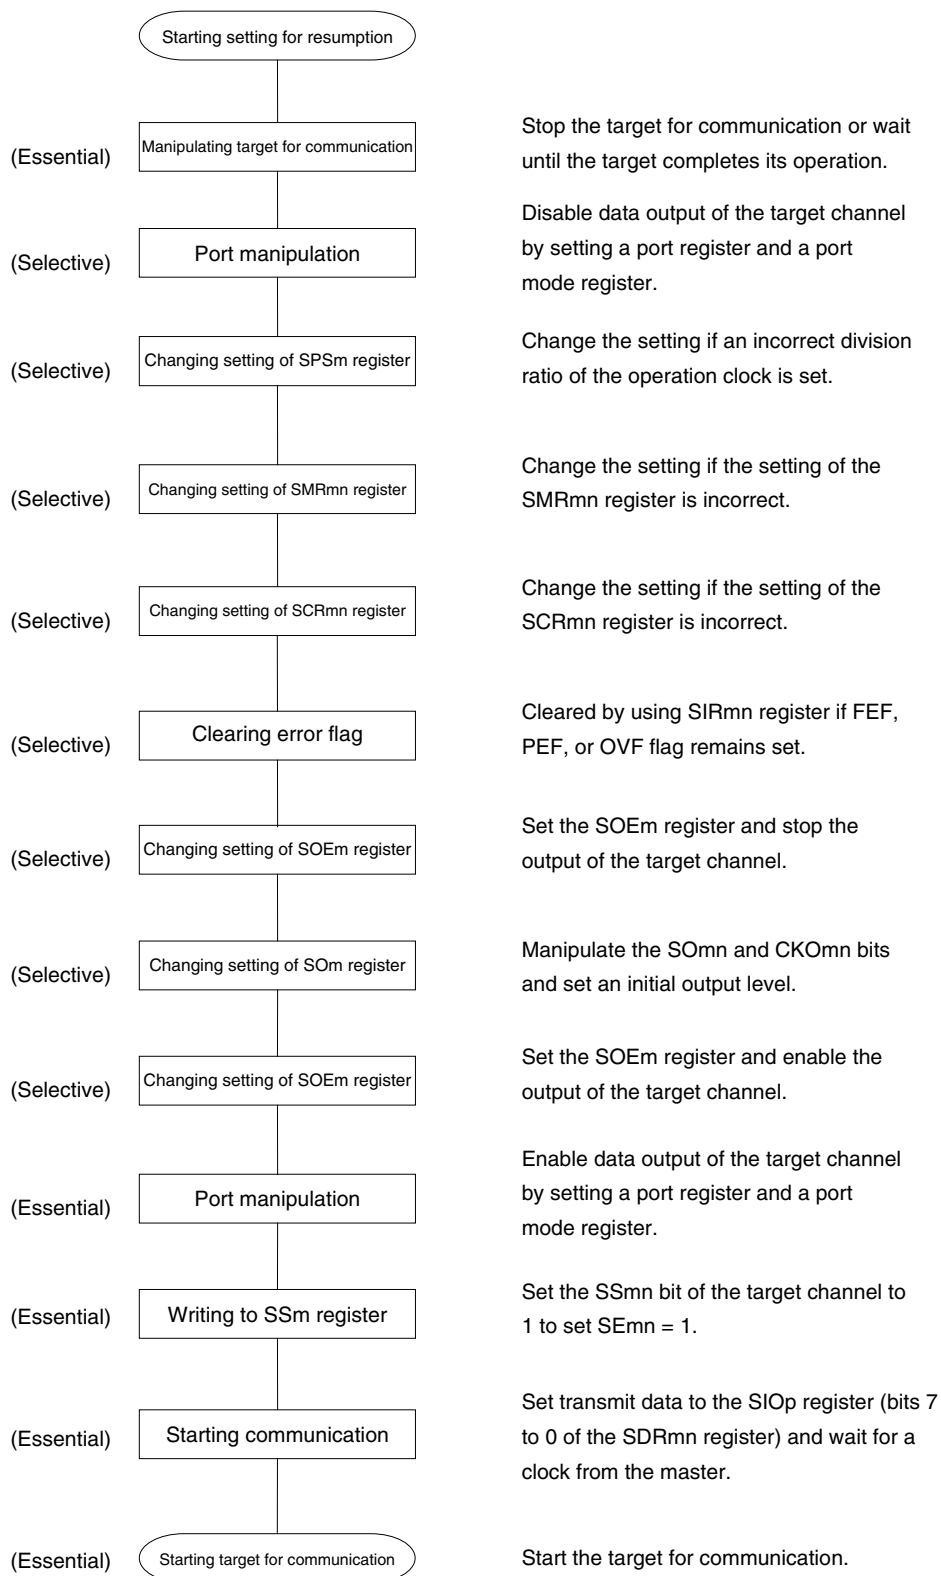 Starting setting for resumption
(Essential)
Manipulating target for communication
Stop the target for communication or wait
until the target completes its operation.
(Selective)
Port manipulation
Disable data output of the target channel
by setting a port register and a port
mode register.
(Selective)
Changing setting of SPSm register
Change the setting if an incorrect division
ratio of the operation clock is set.
(Selective)
Changing setting of SMRmn register
Change the setting if the setting of the
SMRmn register is incorrect.
(Selective)
Changing setting of SCRmn register
Change the setting if the setting of the
SCRmn register is incorrect.
(Selective)
Clearing error flag
Cleared by using SIRmn register if FEF,
PEF, or OVF flag remains set.
(Selective)
Changing setting of SOEm register
Set the SOEm register and stop the
output of the target channel.
(Selective)
Changing setting of SOm register
Manipulate the SOmn and CKOmn bits
and set an initial output level.
(Selective)
Changing setting of SOEm register
Set the SOEm register and enable the
output of the target channel.
(Essential)
Port manipulation
Enable data output of the target channel
by setting a port register and a port
mode register.
(Essential)
Writing to SSm register
Set the SSmn bit of the target channel to
1 to set SEmn = 1.
(Essential)
Starting communication
Set transmit data to the SIOp register (bits 7
to 0 of the SDRmn register) and wait for a
clock from the master.
(Essential)
Starting target for communication
Start the target for communication.